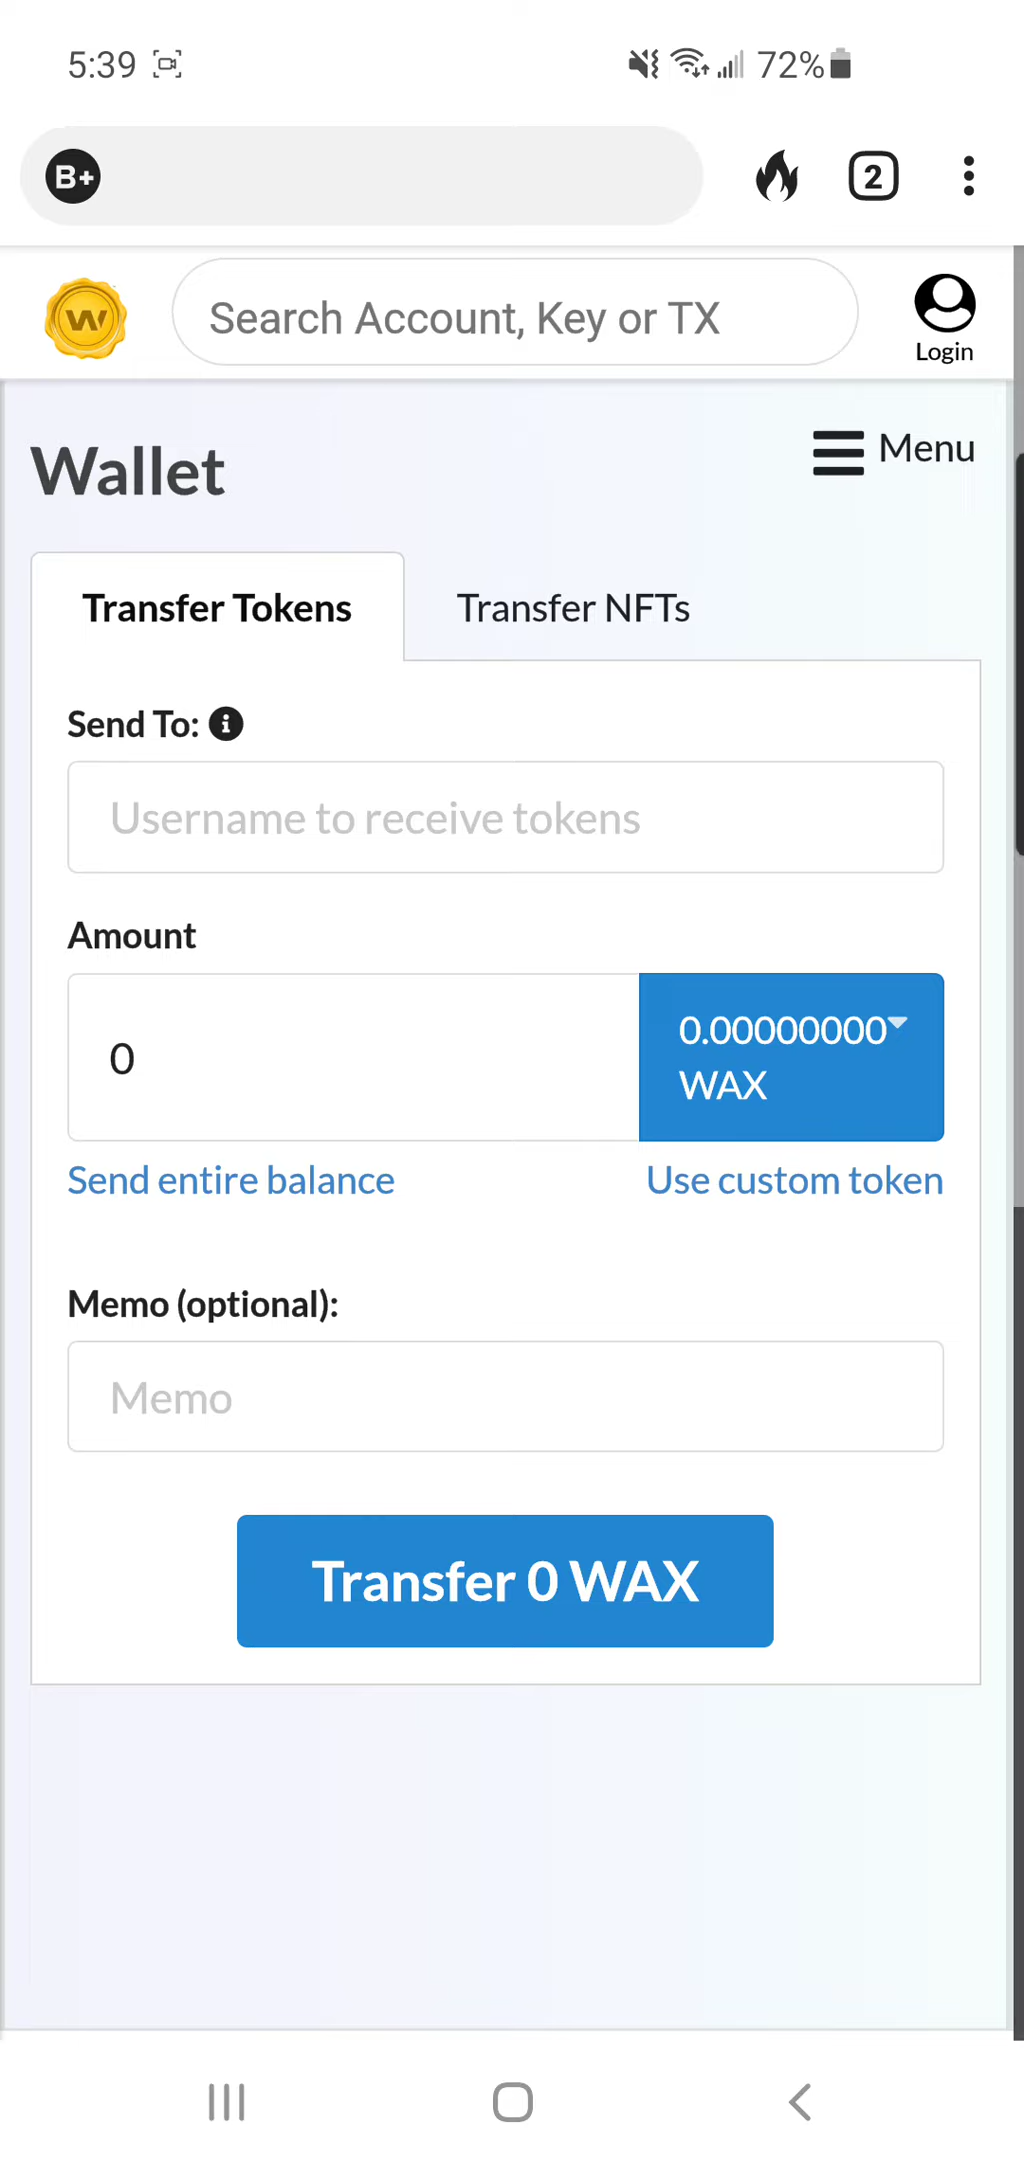 5:39
72%
B+
2
W
Search Account, Key or TX
Login
Wallet
Menu
Transfer Tokens
Transfer NFTs
Send To:
Username to receive tokens
Amount
0
0.00000000
WAX
Send entire balance
Use custom token
Memo (optional):
Memo
Transfer 0 WAX